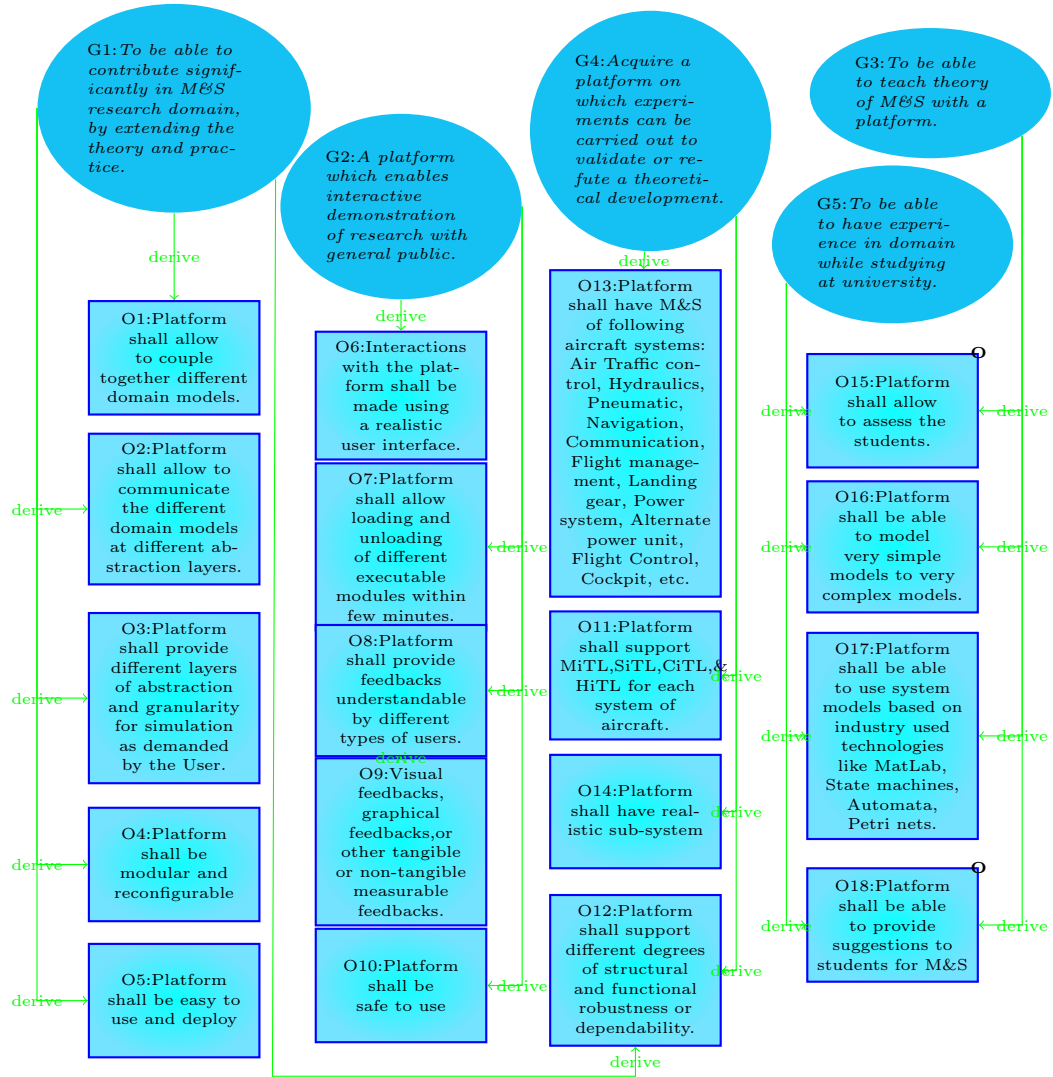 G1:To be able to
contribute signif-
icantly in M&S
research domain,
by extending the
theory and prac-
tice.
derive
O1:Platform
shall allow
to couple
together different
domain models.
O2:Platform
shall allow to
communicate
the different
domain models
at different ab-
straction layers.
derive
O3:Platform
shall provide
different layers
of abstraction
and granularity
for simulation
as demanded
by the User.
derive
O4:Platform
shall be
modular and
reconfigurable
derive
O5:Platform
shall be easy to
use and deploy
derive
G2:A platform
which enables
interactive
demonstration
of research with
general public.
derive
O6:Interactions
with the plat-
form shall be
made using
a realistic
user interface.
O7:Platform
shall allow
loading and
unloading
of different
executable
modules within
few minutes.
derive
O8:Platform
shall provide
feedbacks
understandable
by different
types of users.
derive
derive
O9:Visual
feedbacks,
graphical
feedbacks,or
other tangible
or non-tangible
measurable
feedbacks.
O10:Platform
shall be
safe to use
derive
G4:Acquire a
platform on
which experi-
ments can be
carried out to
validate or re-
fute a theoreti-
cal development.
derive
O13:Platform
shall have M&S
of following
aircraft systems:
Air Traffic con-
trol, Hydraulics,
Pneumatic,
Navigation,
Communication,
Flight manage-
ment, Landing
gear, Power
system, Alternate
power unit,
Flight Control,
Cockpit, etc.
O11:Platform
shall support
MiTL,SiTL,CiTL,&
HiTL for each
system of
aircraft.
derive
O14:Platform
shall have real-
istic sub-system
derive
O12:Platform
shall support
different degrees
of structural
and functional
robustness or
dependability.
derive
derive
G3:To be able
to teach theory
of M&S with a
platform.
G5:To be able
to have experi-
ence in domain
while studying
at university.
O
O15:Platform
shall allow
to assess the
students.
derive
derive
O16:Platform
shall be able
to model
very simple
models to very
complex models.
derive
derive
O17:Platform
shall be able
to use system
models based on
industry used
technologies
like MatLab,
State machines,
Automata,
Petri nets.
derive
derive
O
O18:Platform
shall be able
to provide
suggestions to
students for M&S
derive
derive